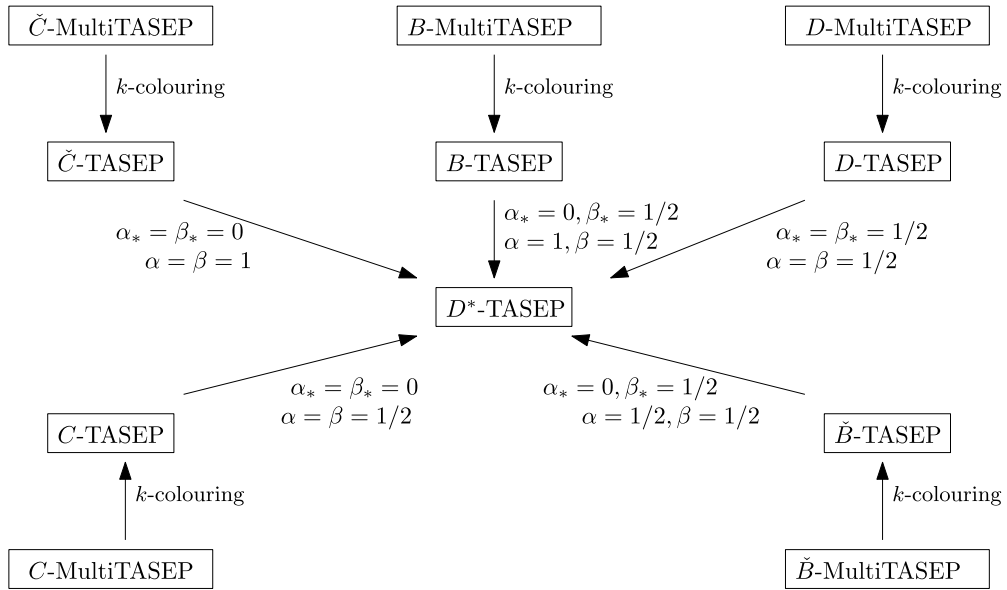 Č-MultiTASEP
B-MultiTASEP
D-MultiTASEP
k-colouring
k-colouring
k-colouring
Č-TASEP
B-TASEP
D-TASEP
α∗ = β∗ = 0
α = β = 1
α∗ = 0, β∗ = 1/2
α = 1, β = 1/2
α∗ = β∗ = 1/2
α = β = 1/2
D*-TASEP
α∗ = β∗ = 0
α = β = 1/2
α∗ = 0, β∗ = 1/2
α = 1/2, β = 1/2
C-TASEP
B̌-TASEP
k-colouring
k-colouring
C-MultiTASEP
B̌-MultiTASEP